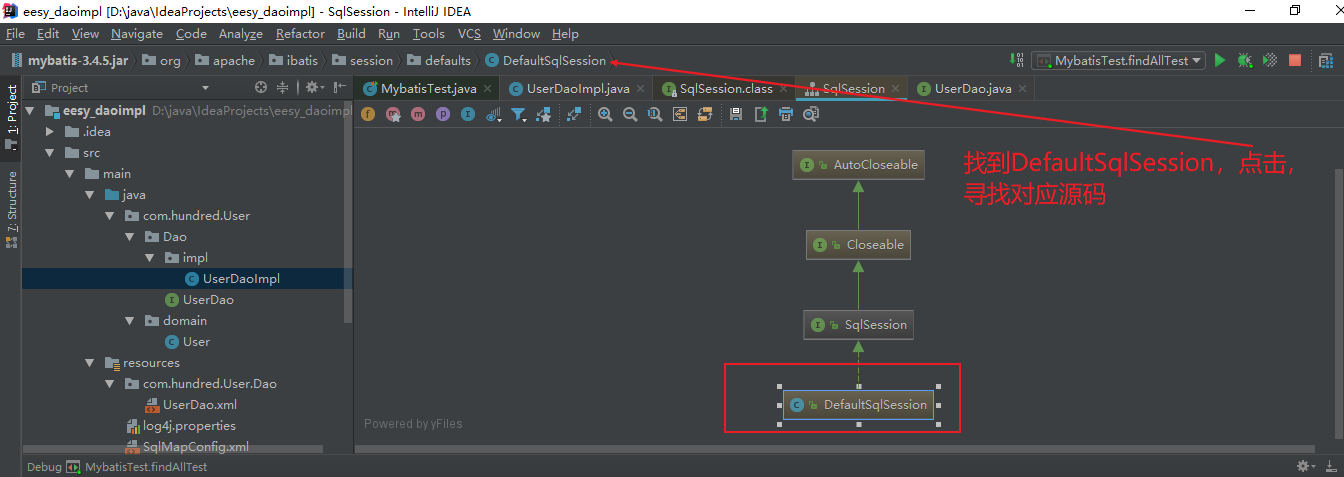 eesy_daoimpl [D:\java\IdeaProjects\eesy_daoimpl] - SqlSession - IntelliJ IDEA
File Edit View Navigate Code Analyze Refactor Build Run Tools VCS Window Help
mybatis-3.4.5.jar org apache ibatis session defaults DefaultSqlSession MybatisTest.findAllTest
Project
MybatisTest.java UserDaoImpl.java SqlSession.class SqlSession UserDao.java
1: Project
7: Structure
eesy_daoimpl D:\java\IdeaProjects\eesy_daoimpl
.idea
src
main
java
com.hundred.User
Dao
impl
UserDaoImpl
UserDao
domain
User
resources
com.hundred.User.Dao
UserDao.xml
log4j.properties
SqlMapConfig.xml
AutoCloseable
Closeable
SqlSession
DefaultSqlSession
找到DefaultSqlSession，点击，
寻找对应源码
Powered by yFiles
Debug MybatisTest.findAllTest